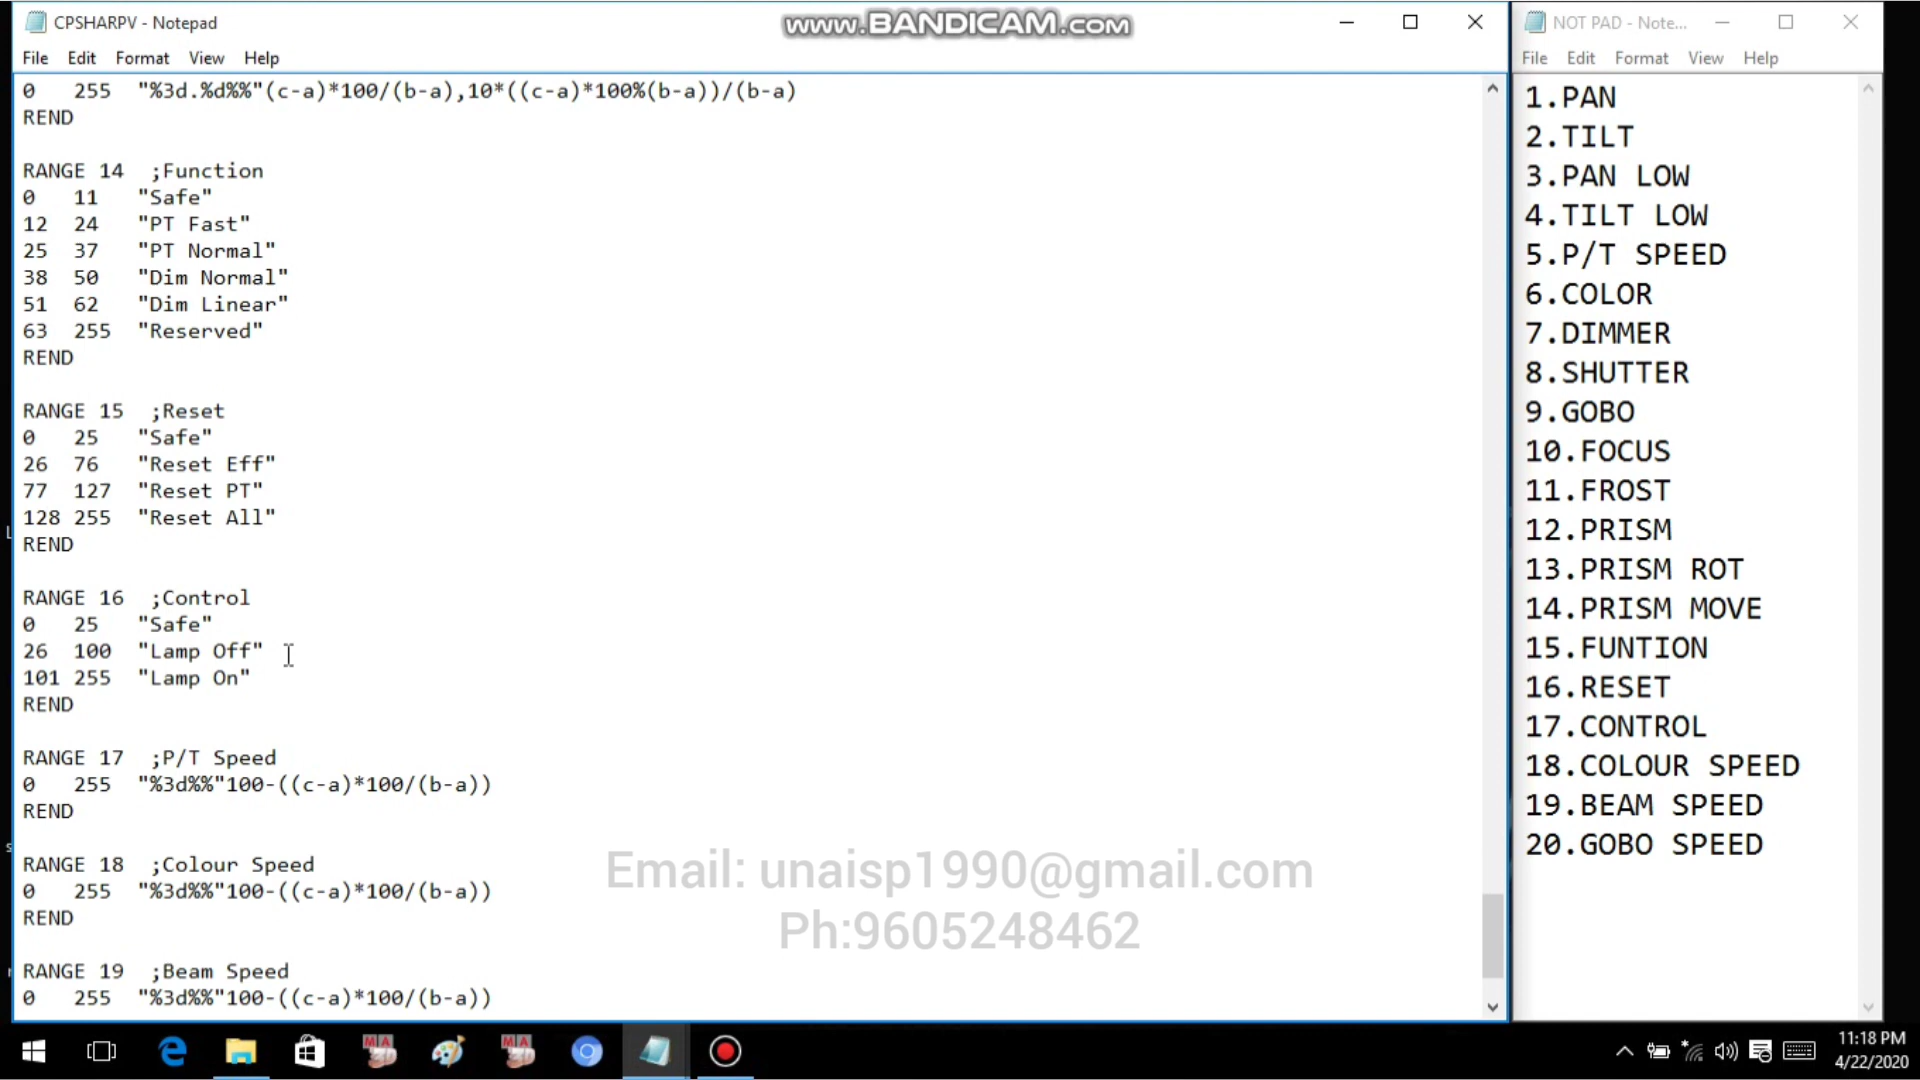 CPSHARPV - Notepad
www.BANDICAM.com
File Edit Format View Help
0 255 "%3d.%d%%"(c-a)*100/(b-a),10*((c-a)*100%(b-a))/(b-a)
REND
RANGE 14 ;Function
0 11 "Safe"
12 24 "PT Fast"
25 37 "PT Normal"
38 50 "Dim Normal"
51 62 "Dim Linear"
63 255 "Reserved"
REND
RANGE 15 ;Reset
0 25 "Safe"
26 76 "Reset Eff"
77 127 "Reset PT"
128 255 "Reset All"
REND
RANGE 16 ;Control
0 25 "Safe"
26 100 "Lamp Off"
101 255 "Lamp On"
REND
RANGE 17 ;P/T Speed
0 255 "%3d%%"100-((c-a)*100/(b-a))
REND
RANGE 18 ;Colour Speed
0 255 "%3d%%"100-((c-a)*100/(b-a))
REND
RANGE 19 ;Beam Speed
0 255 "%3d%%"100-((c-a)*100/(b-a))
Email: unaisp1990@gmail.com
Ph:9605248462
NOT PAD - Note...
File Edit Format View Help
1.PAN
2.TILT
3.PAN LOW
4.TILT LOW
5.P/T SPEED
6.COLOR
7.DIMMER
8.SHUTTER
9.GOBO
10.FOCUS
11.FROST
12.PRISM
13.PRISM ROT
14.PRISM MOVE
15.FUNTION
16.RESET
17.CONTROL
18.COLOUR SPEED
19.BEAM SPEED
20.GOBO SPEED
MA
MA
11:18 PM
4/22/2020